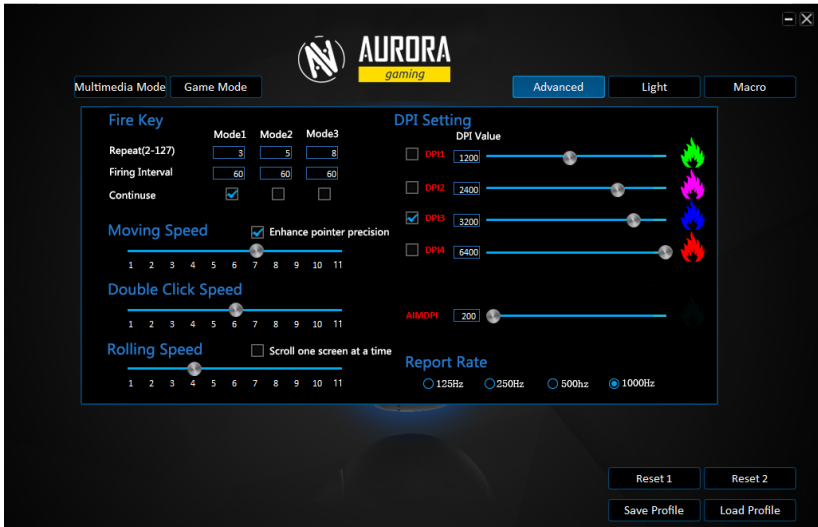 AURORA
gaming
Multimedia Mode Game Mode Advanced Light Macro
Fire Key
Mode1 Mode2 Mode3
Repeat(2-127) 3 5 8
Firing Interval 60 60 60
Continuse
Moving Speed Enhance pointer precision
1 2 3 4 5 6 7 8 9 10 11
Double Click Speed
1 2 3 4 5 6 7 8 9 10 11
Rolling Speed Scroll one screen at a time
1 2 3 4 5 6 7 8 9 10 11
DPI Setting
DPI Value
DPI1 1200
DPI2 2400
DPI3 3200
DPI4 6400
AIMDPI 200
Report Rate
125Hz 250Hz 500hz 1000Hz
Reset 1 Reset 2
Save Profile Load Profile